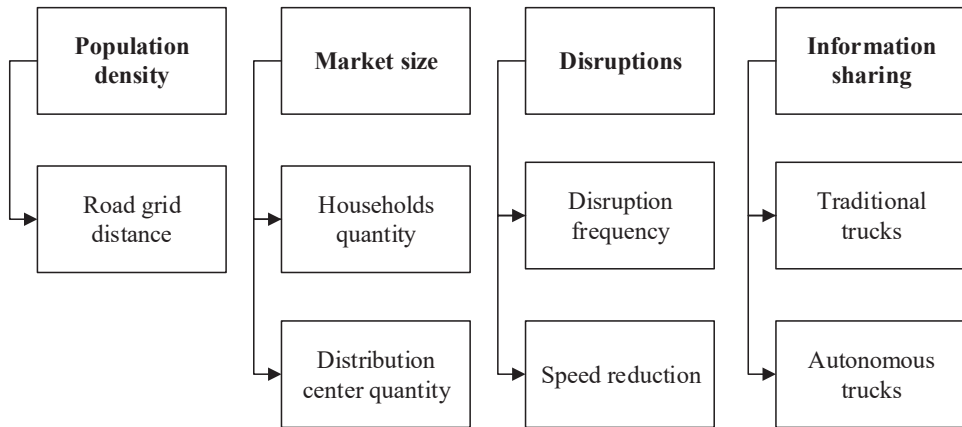 Population
density
Market size
Disruptions
Information
sharing
Road grid
distance
Households
quantity
Disruption
frequency
Traditional
trucks
Distribution
center quantity
Speed reduction
Autonomous
trucks